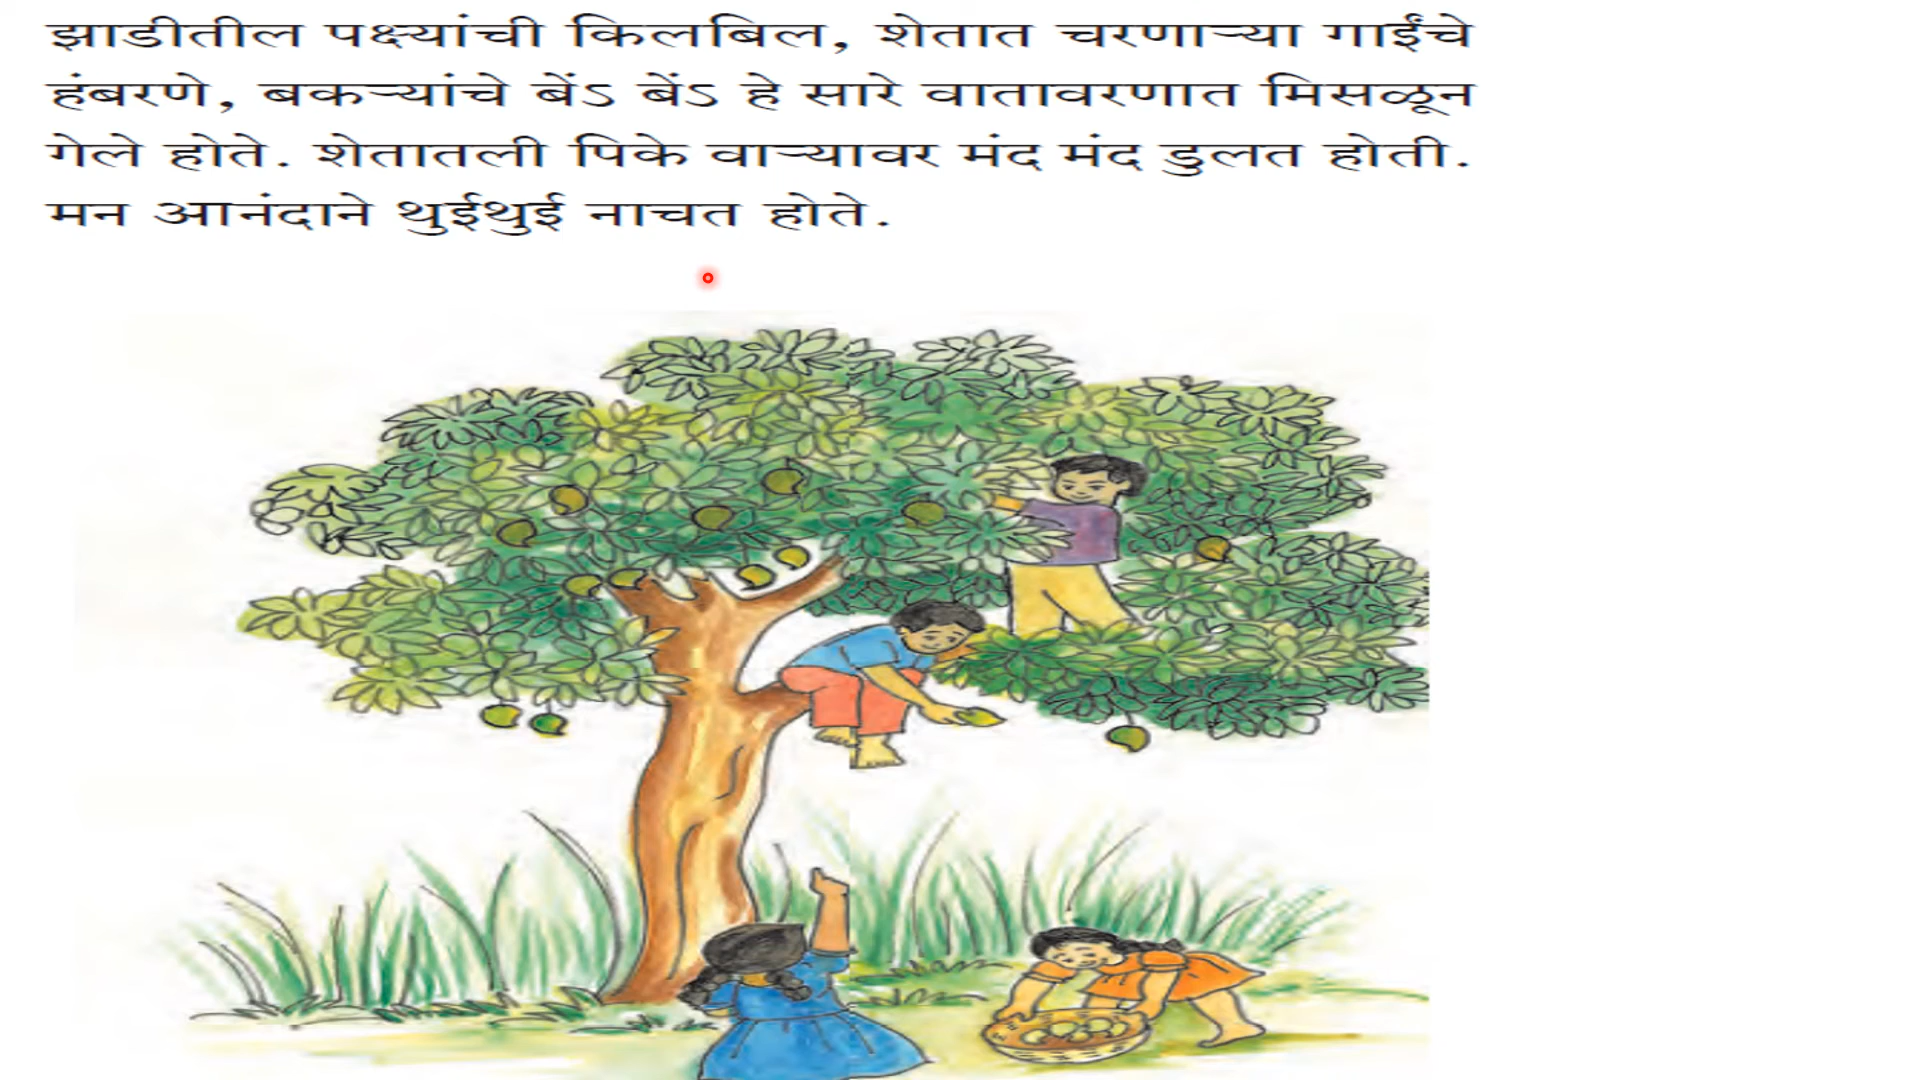 झाडीतील पक्ष्यांची किलबिल, शेतात चरणाऱ्या गाईंचे
हंबरणे, बकऱ्यांचे बेंऽ बेंऽ हे सारे वातावरणात मिसळून
गेले होते. शेतातली पिके वाऱ्यावर मंद मंद डुलत होती.
मन आनंदाने थुईथुई नाचत होते.